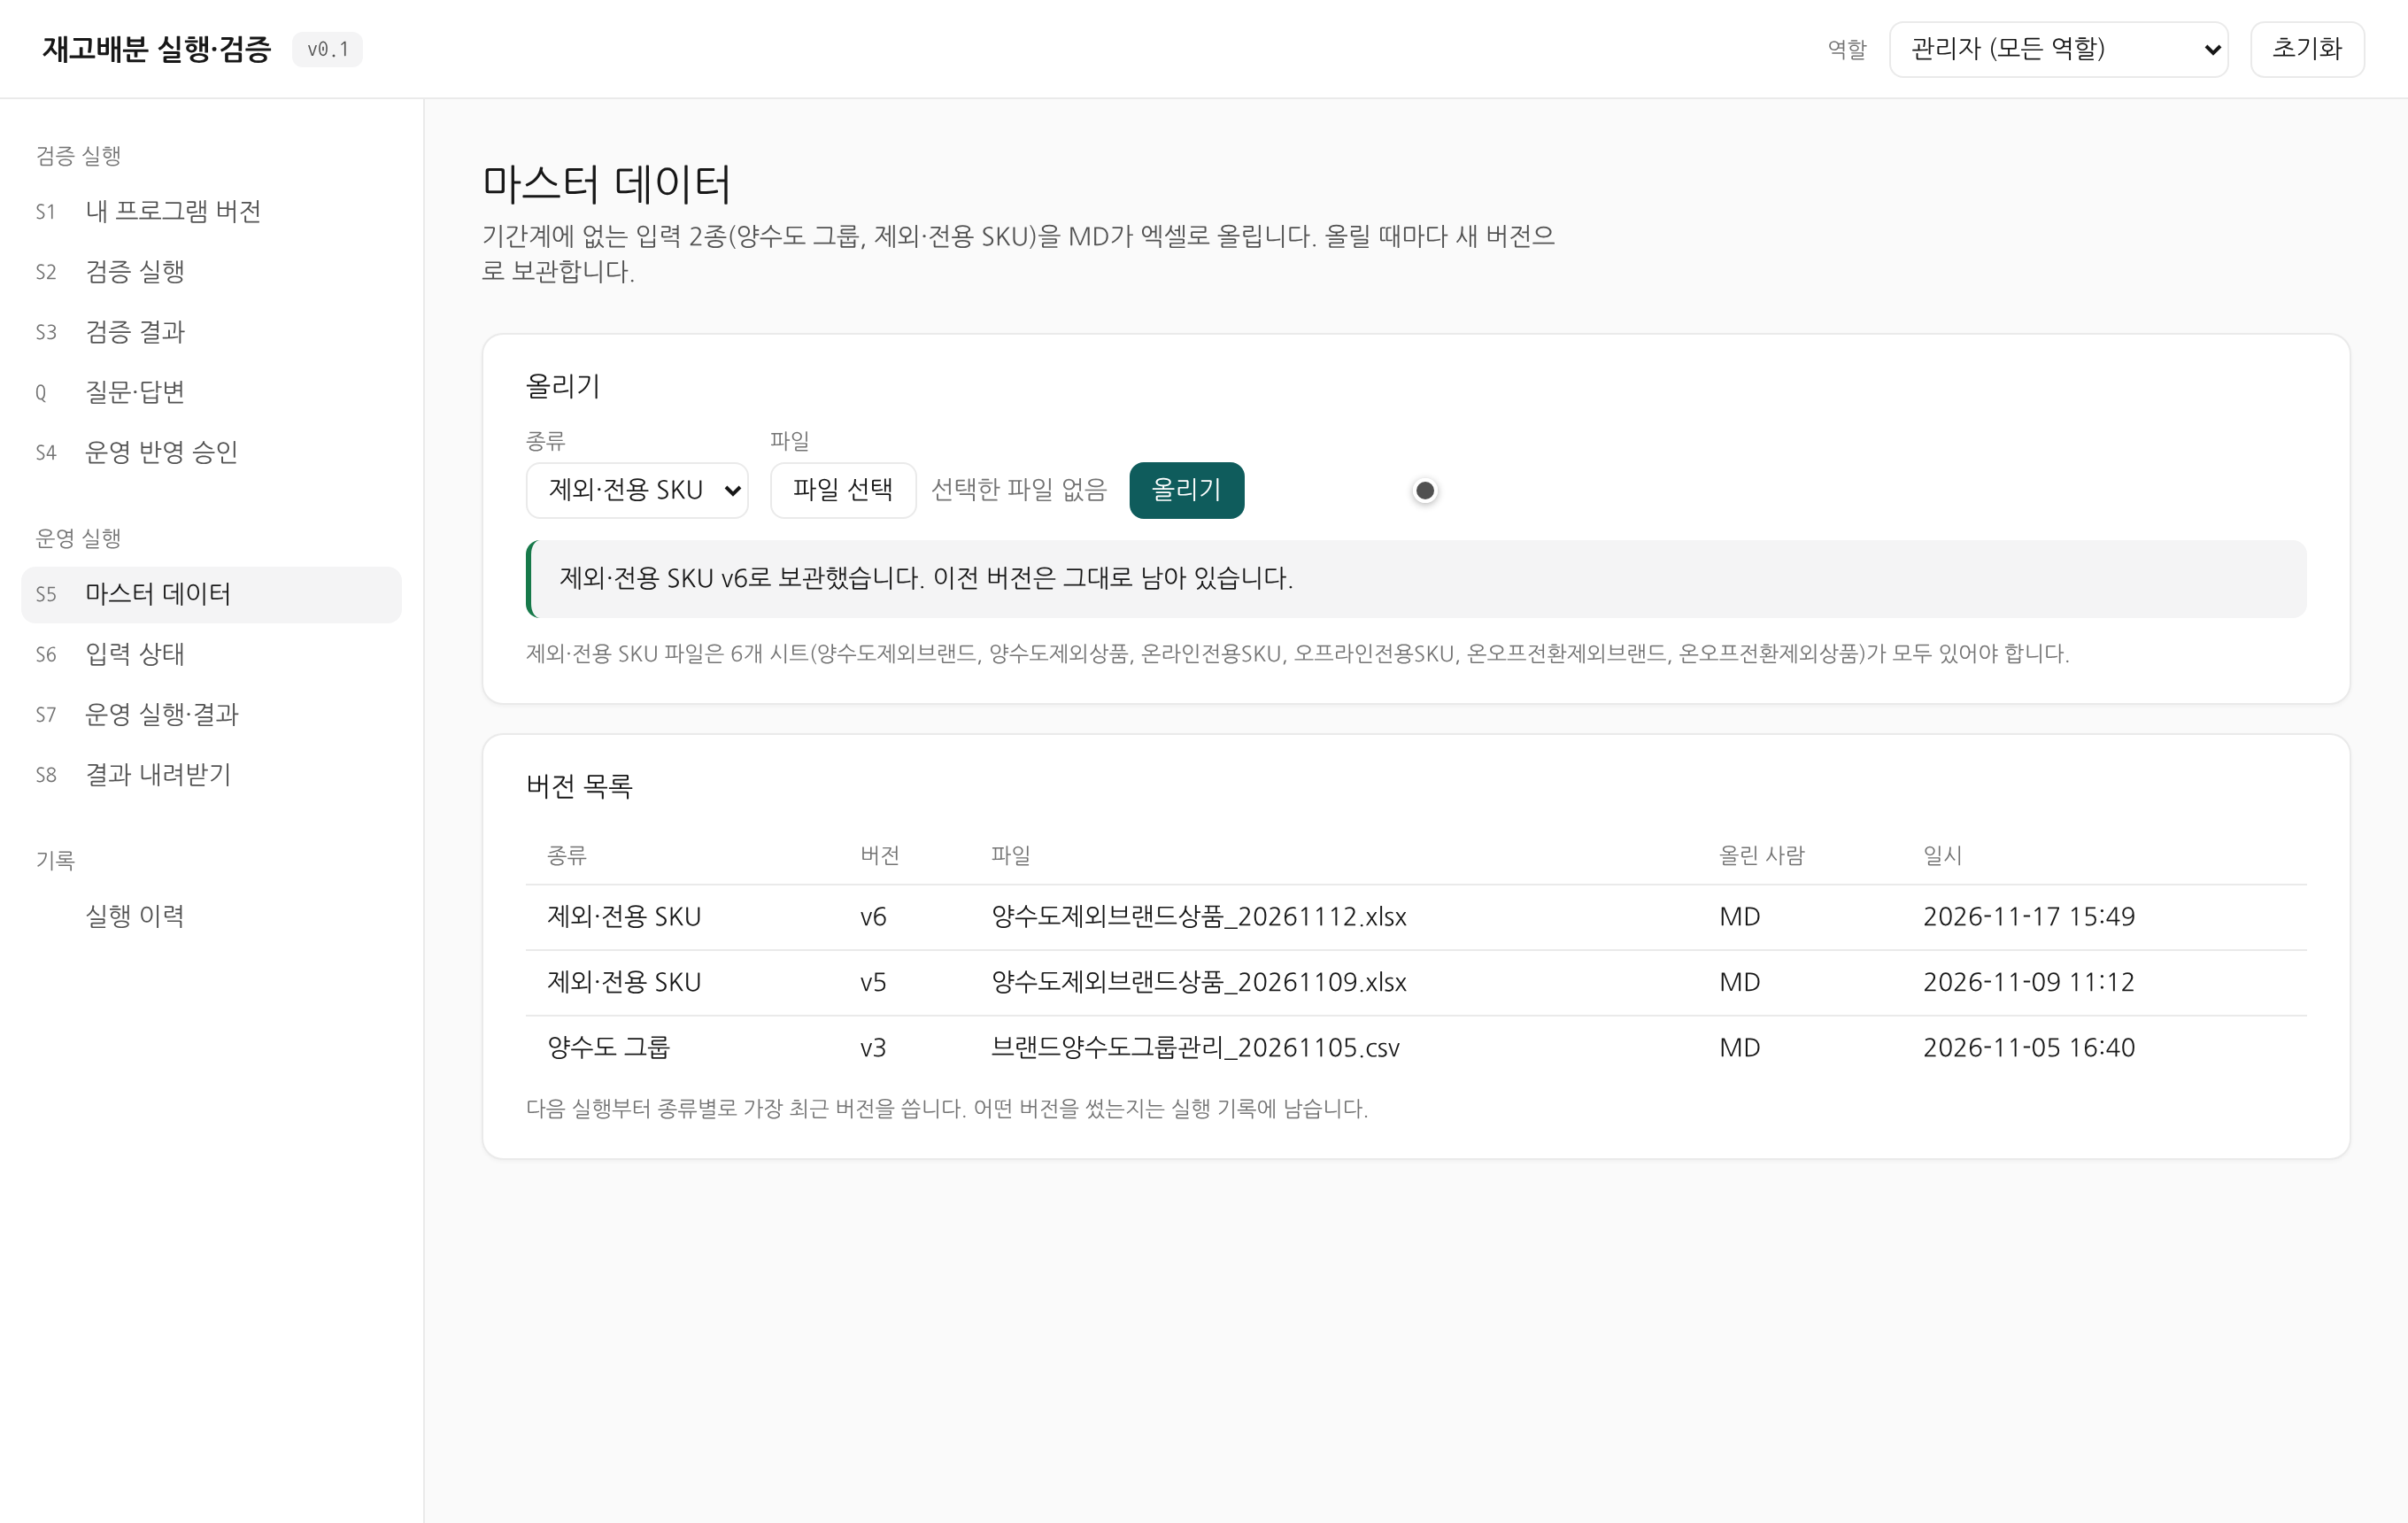 재고배분 실행·검증 v0.1 역할 관리자 (모든 역할) 초기화
검증 실행
S1 내 프로그램 버전
S2 검증 실행
S3 검증 결과
Q 질문·답변
S4 운영 반영 승인
운영 실행
S5 마스터 데이터
S6 입력 상태
S7 운영 실행·결과
S8 결과 내려받기
기록
실행 이력
마스터 데이터
기간계에 없는 입력 2종(양수도 그룹, 제외·전용 SKU)을 MD가 엑셀로 올립니다. 올릴 때마다 새 버전으
로 보관합니다.
올리기
종류 파일
제외·전용 SKU 파일 선택 선택한 파일 없음 올리기
제외·전용 SKU v6로 보관했습니다. 이전 버전은 그대로 남아 있습니다.
제외·전용 SKU 파일은 6개 시트(양수도제외브랜드, 양수도제외상품, 온라인전용SKU, 오프라인전용SKU, 온오프전환제외브랜드, 온오프전환제외상품)가 모두 있어야 합니다.
버전 목록
종류 버전 파일 올린 사람 일시
제외·전용 SKU v6 양수도제외브랜드상품_20261112.xlsx MD 2026-11-17 15:49
제외·전용 SKU v5 양수도제외브랜드상품_20261109.xlsx MD 2026-11-09 11:12
양수도 그룹 v3 브랜드양수도그룹관리_20261105.csv MD 2026-11-05 16:40
다음 실행부터 종류별로 가장 최근 버전을 씁니다. 어떤 버전을 썼는지는 실행 기록에 남습니다.